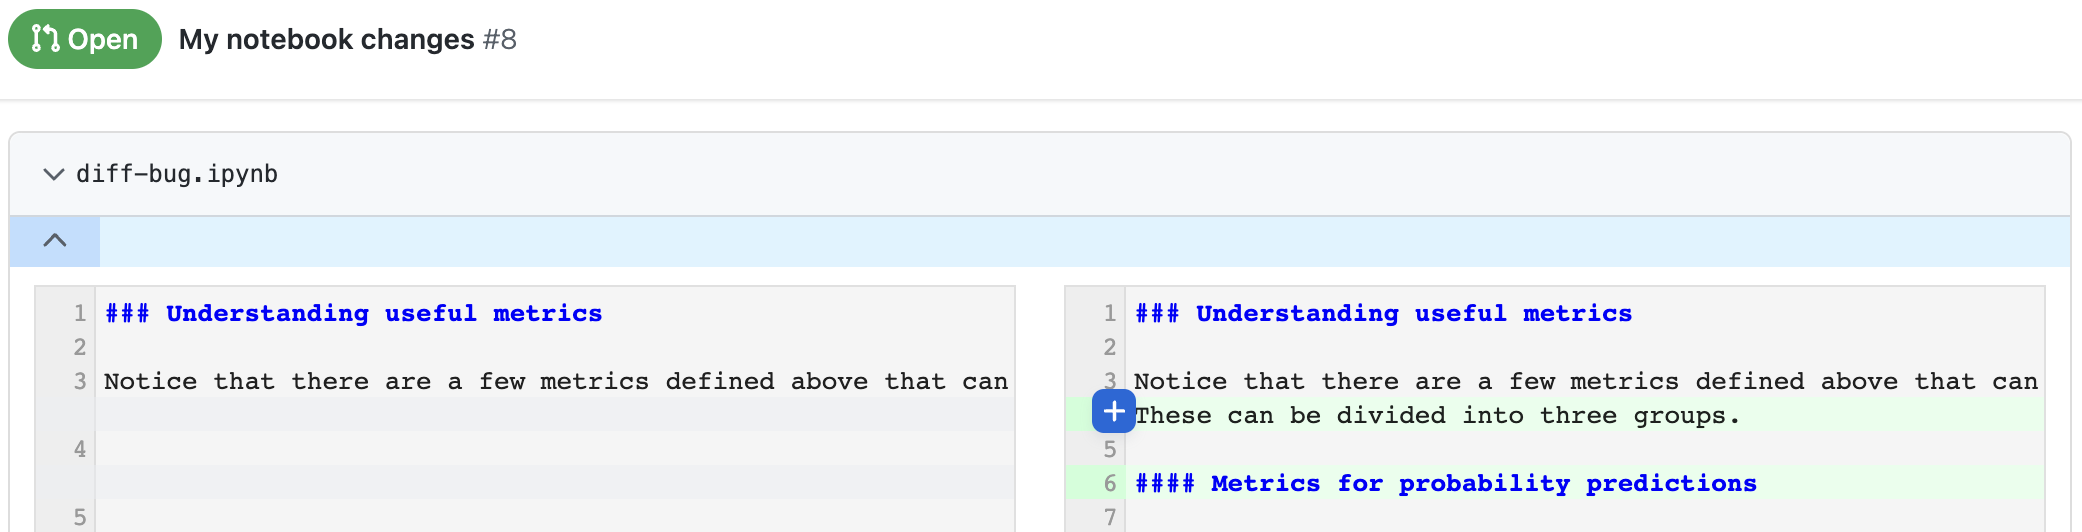 Open My notebook changes #8
diff-bug.ipynb
1 ### Understanding useful metrics
2
3 Notice that there are a few metrics defined above that can
4
5
1 ### Understanding useful metrics
2
3 Notice that there are a few metrics defined above that can
These can be divided into three groups.
5
6 #### Metrics for probability predictions
7